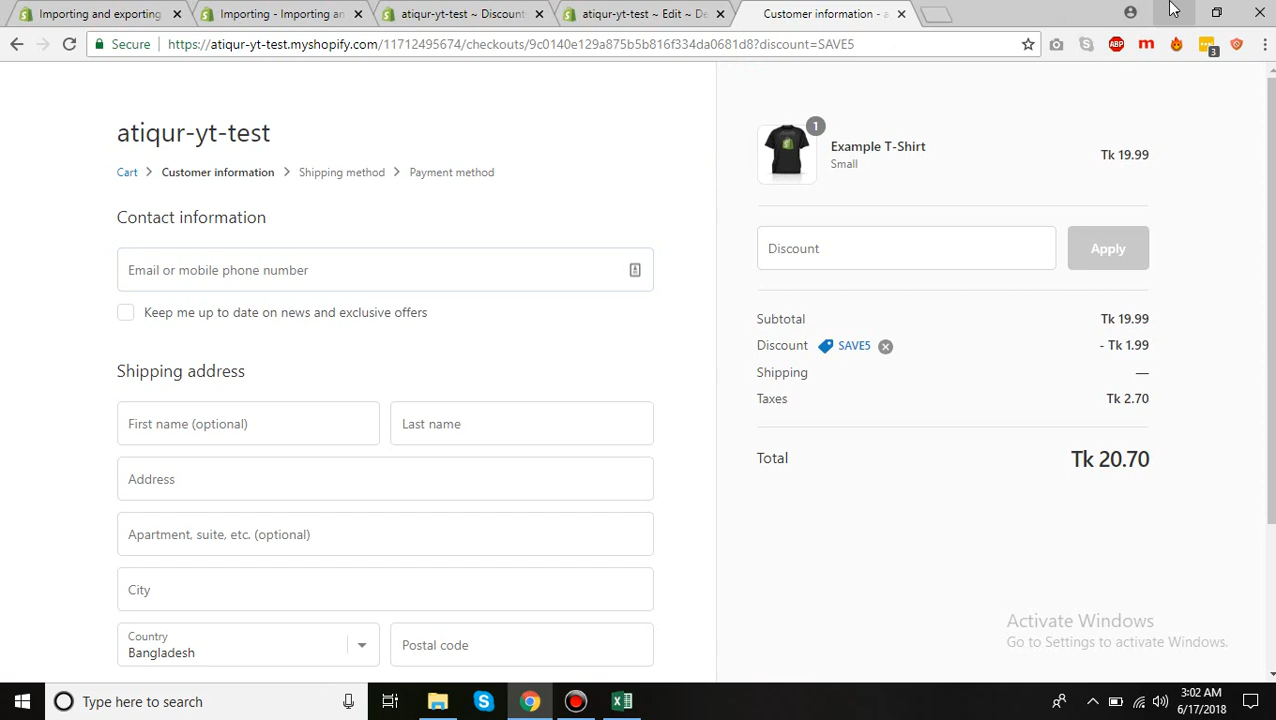 Importing and exporting
Importing - Importing an
atiqur-yt-test ~ Discount
atiqur-yt-test ~ Edit ~ De
Customer information - a
Secure
https://atiqur-yt-test.myshopify.com/11712495674/checkouts/9c0140e129a875b5b816f334da0681d8?discount=SAVE5
ABP
m
3
atiqur-yt-test
Cart > Customer information > Shipping method > Payment method
Contact information
Email or mobile phone number
Keep me up to date on news and exclusive offers
Shipping address
First name (optional)
Last name
Address
Apartment, suite, etc. (optional)
City
Country
Bangladesh
Postal code
1
Example T-Shirt
Small
Tk 19.99
Discount
Apply
Subtotal Tk 19.99
Discount SAVE5 - Tk 1.99
Shipping —
Taxes Tk 2.70
Total Tk 20.70
Activate Windows
Go to Settings to activate Windows.
Type here to search
3:02 AM
6/17/2018